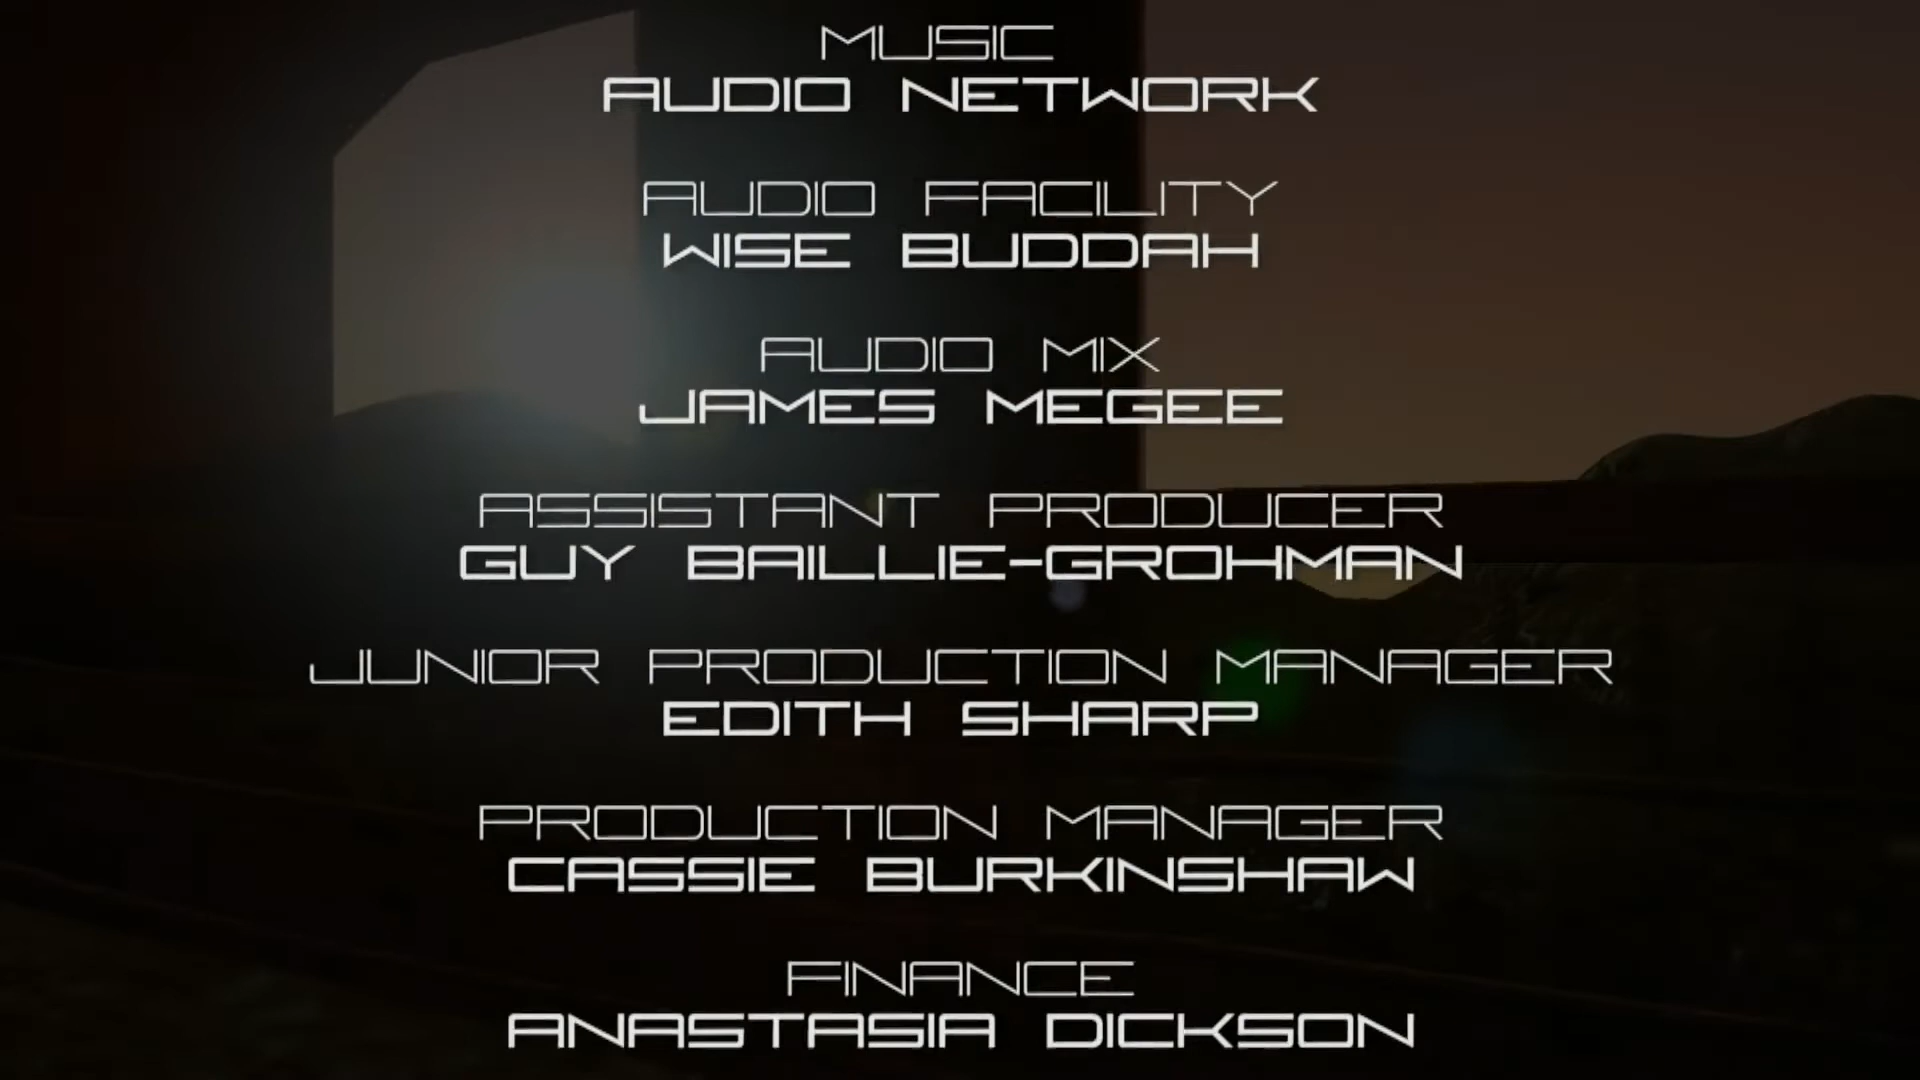 MUSIC
AUDIO NETWORK
AUDIO FACILITY
WISE BUDDAH
AUDIO MIX
JAMES MEGEE
ASSISTANT PRODUCER
GUY BAILLIE-GROHMAN
JUNIOR PRODUCTION MANAGER
EDITH SHARP
PRODUCTION MANAGER
CASSIE BURKINSHAW
FINANCE
ANASTASIA DICKSON